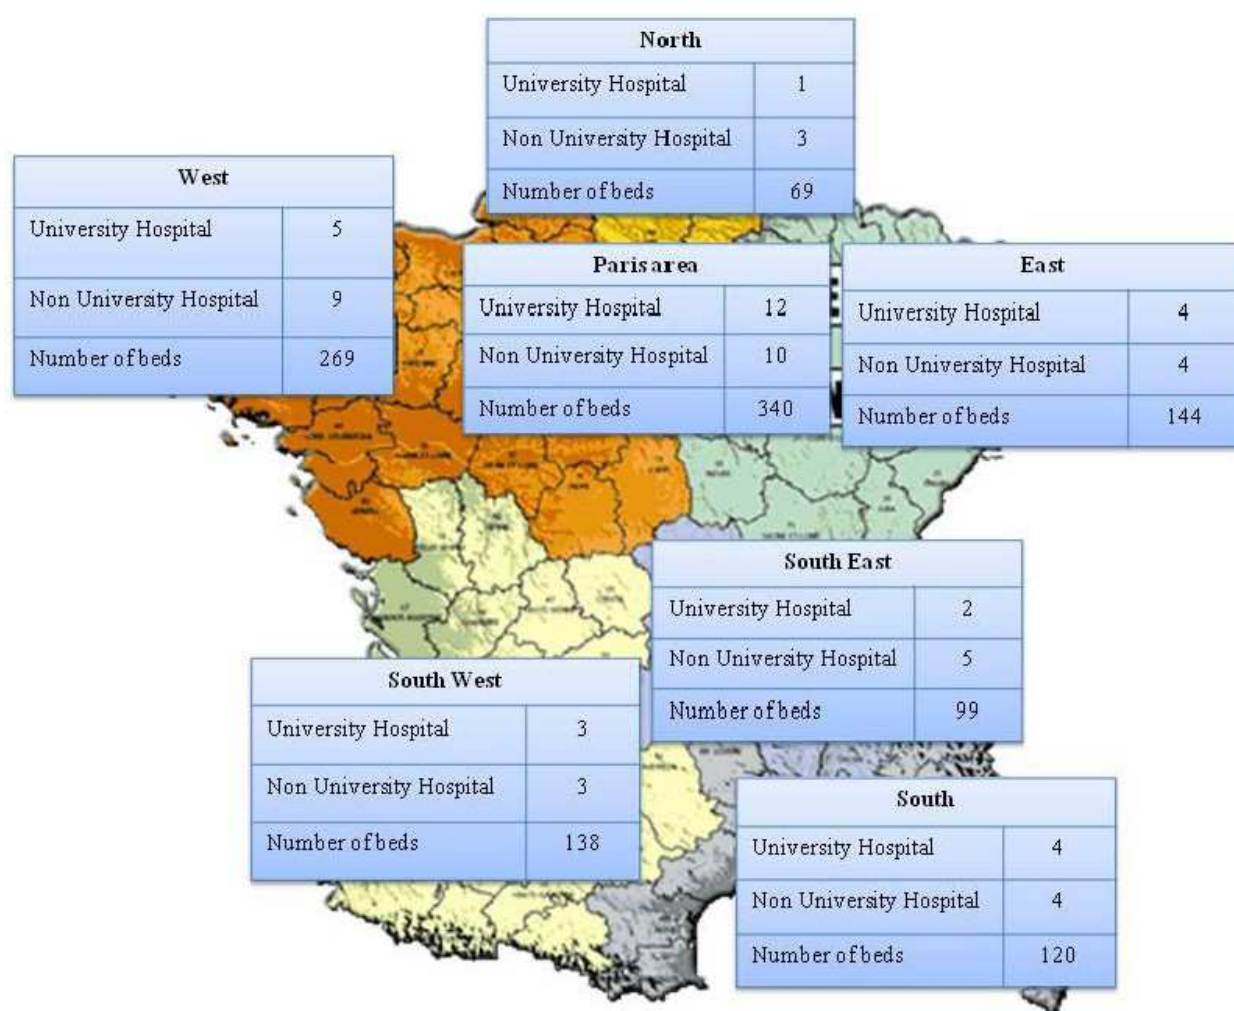 North
University Hospital 1
Non University Hospital 3
Number of beds 69
West
University Hospital 5
Non University Hospital 9
Number of beds 269
Paris area
University Hospital 12
Non University Hospital 10
Number of beds 340
East
University Hospital 4
Non University Hospital 4
Number of beds 144
South East
University Hospital 2
Non University Hospital 5
Number of beds 99
South West
University Hospital 3
Non University Hospital 3
Number of beds 138
South
University Hospital 4
Non University Hospital 4
Number of beds 120